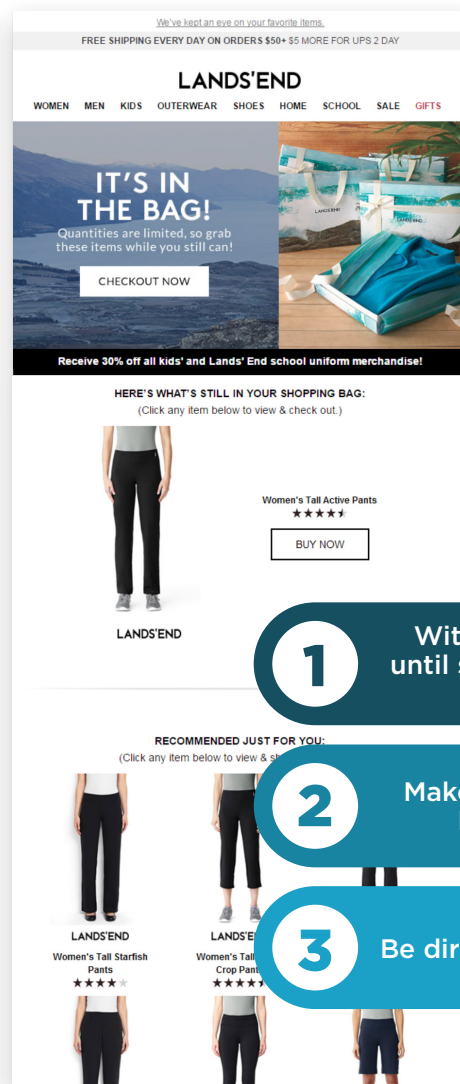 We've kept an eye on your favorite items.
FREE SHIPPING EVERY DAY ON ORDERS $50+ $5 MORE FOR UPS 2 DAY
LANDS'END
WOMEN MEN KIDS OUTERWEAR SHOES HOME SCHOOL SALE GIFTS
IT'S IN
THE BAG!
Quantities are limited, so grab
these items while you still can!
CHECKOUT NOW
LANDS'END
Receive 30% off all kids' and Lands' End school uniform merchandise!
HERE'S WHAT'S STILL IN YOUR SHOPPING BAG:
(Click any item below to view & check out.)
Women's Tall Active Pants
BUY NOW
LANDS'END
1
Wit
until
2
Make
3
Be dir
RECOMMENDED JUST FOR YOU:
(Click any item below to view &
LANDS'END
Women's Tall Starfish
Pants
LANDS'E
Women's Tall
Crop Pant